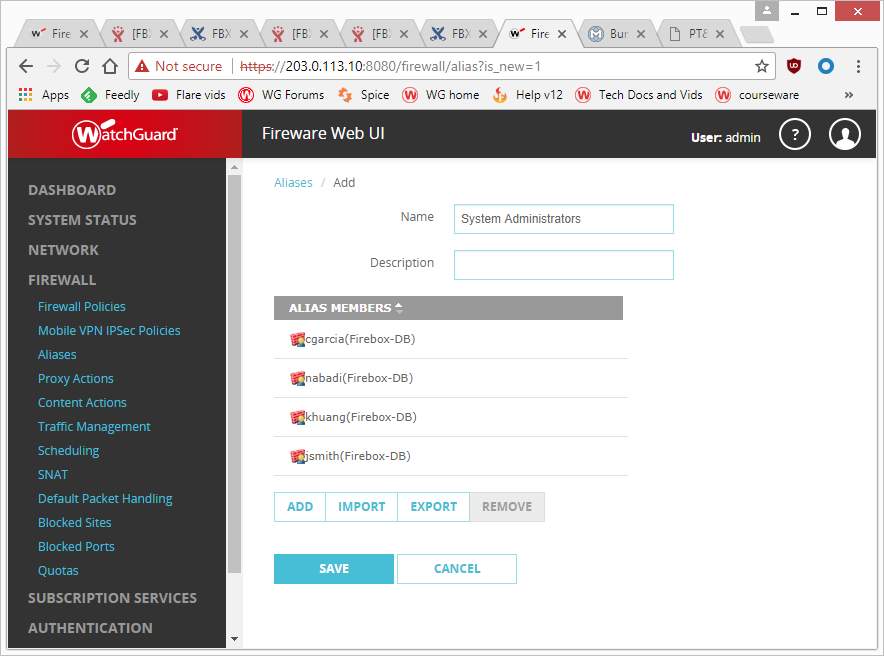 Fire [FB FBX [FB [FB FBX Fire Bur PT&
Not secure https://203.0.113.10:8080/firewall/alias?is_new=1
Apps Feedly Flare vids WG Forums Spice WG home Help v12 Tech Docs and Vids courseware »
WatchGuard Fireware Web UI User: admin ?
Aliases / Add
DASHBOARD
SYSTEM STATUS
NETWORK
FIREWALL
Firewall Policies
Mobile VPN IPSec Policies
Aliases
Proxy Actions
Content Actions
Traffic Management
Scheduling
SNAT
Default Packet Handling
Blocked Sites
Blocked Ports
Quotas
SUBSCRIPTION SERVICES
AUTHENTICATION
Name System Administrators
Description
ALIAS MEMBERS
cgarcia(Firebox-DB)
nabadi(Firebox-DB)
khuang(Firebox-DB)
jsmith(Firebox-DB)
ADD IMPORT EXPORT REMOVE
SAVE CANCEL